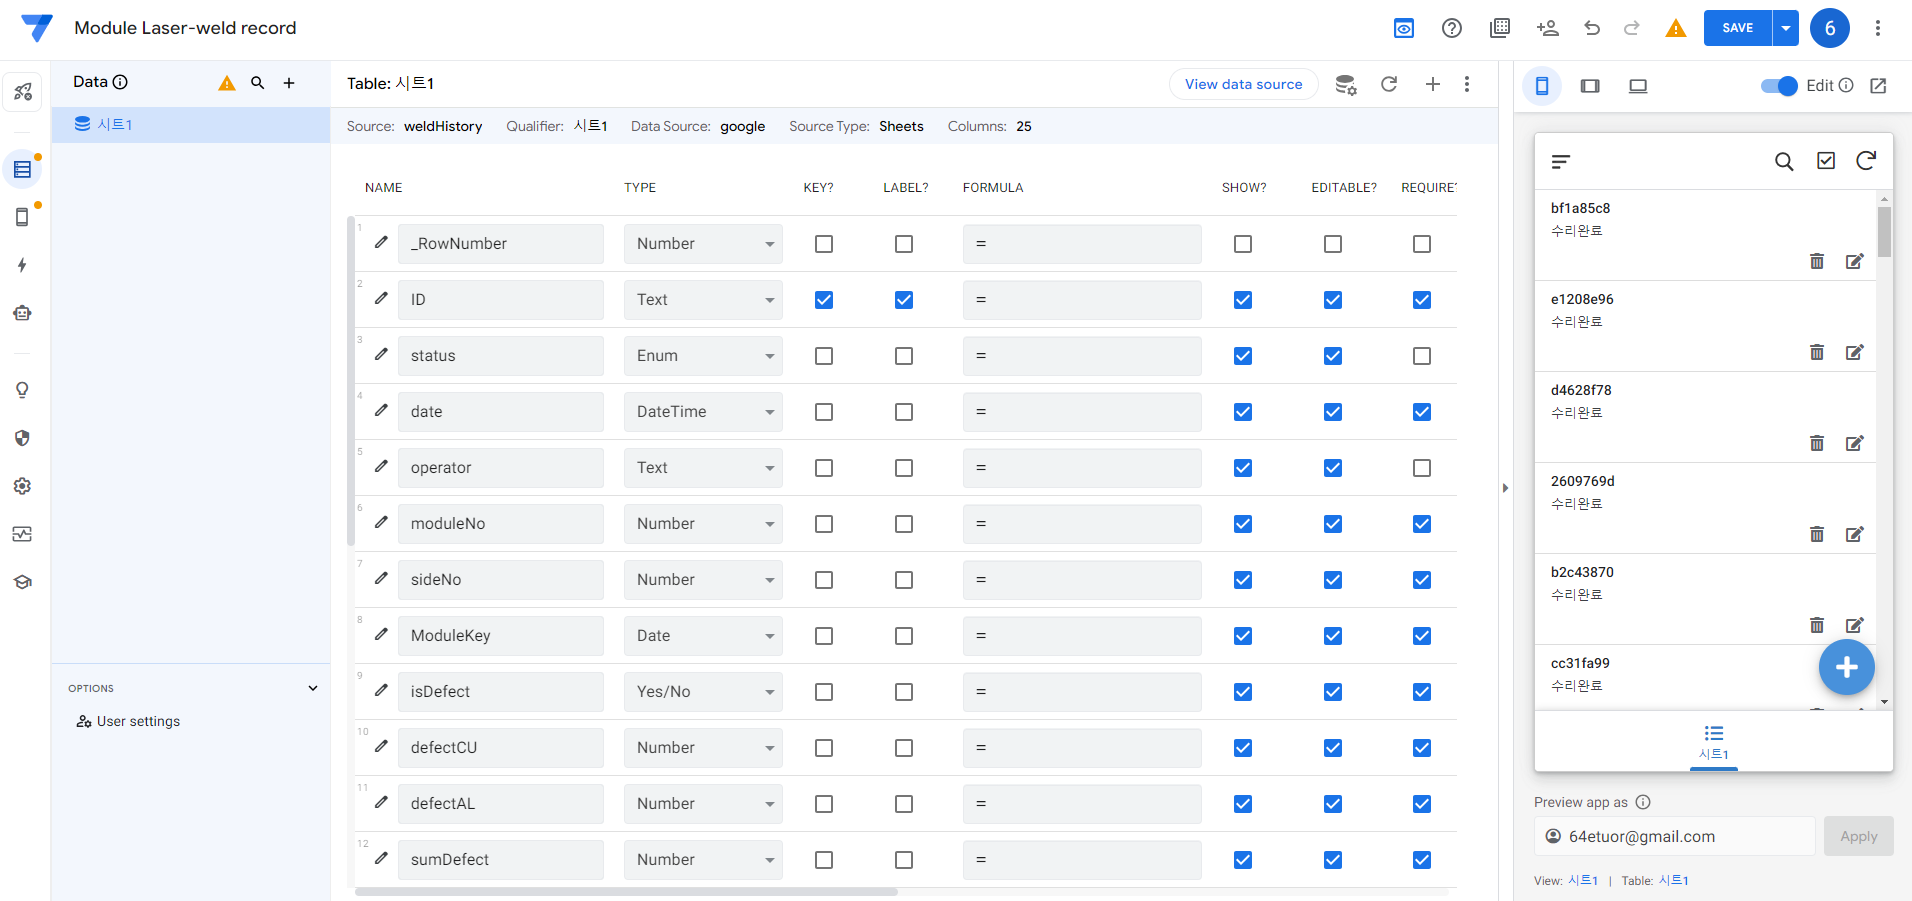 Module Laser-weld record
SAVE
6
Data
시트1
OPTIONS
User settings
Table: 시트1
View data source
Source: weldHistory Qualifier: 시트1 Data Source: google Source Type: Sheets Columns: 25
NAME TYPE KEY? LABEL? FORMULA SHOW? EDITABLE? REQUIRE?
1 _RowNumber Number =
2 ID Text =
3 status Enum =
4 date DateTime =
5 operator Text =
6 moduleNo Number =
7 sideNo Number =
8 ModuleKey Date =
9 isDefect Yes/No =
10 defectCU Number =
11 defectAL Number =
12 sumDefect Number =
Edit
bf1a85c8
수리완료
e1208e96
수리완료
d4628f78
수리완료
2609769d
수리완료
b2c43870
수리완료
cc31fa99
수리완료
시트1
Preview app as
64etuor@gmail.com
Apply
View: 시트1 | Table: 시트1